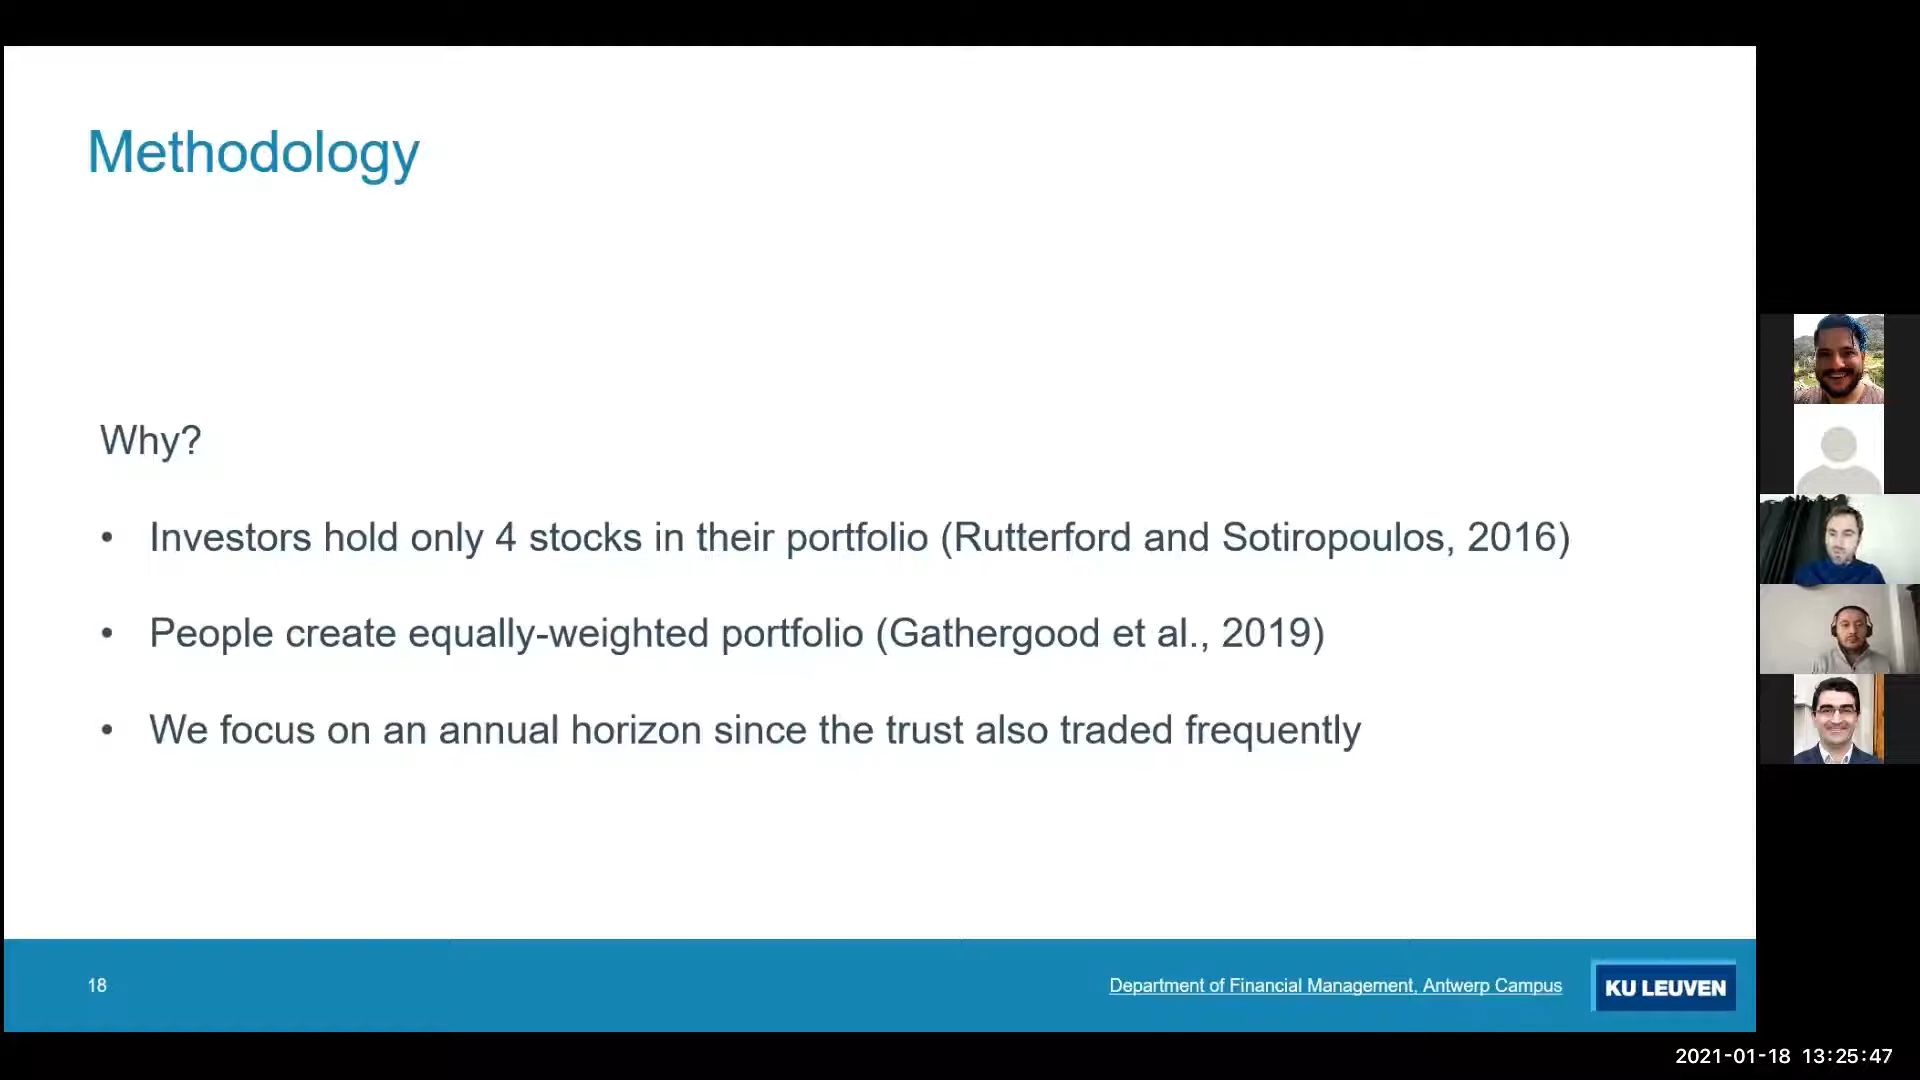 Methodology
Why?
• Investors hold only 4 stocks in their portfolio (Rutterford and Sotiropoulos, 2016)
• People create equally-weighted portfolio (Gathergood et al., 2019)
• We focus on an annual horizon since the trust also traded frequently
18
Department of Financial Management, Antwerp Campus
KU LEUVEN
2021-01-18 13:25:47